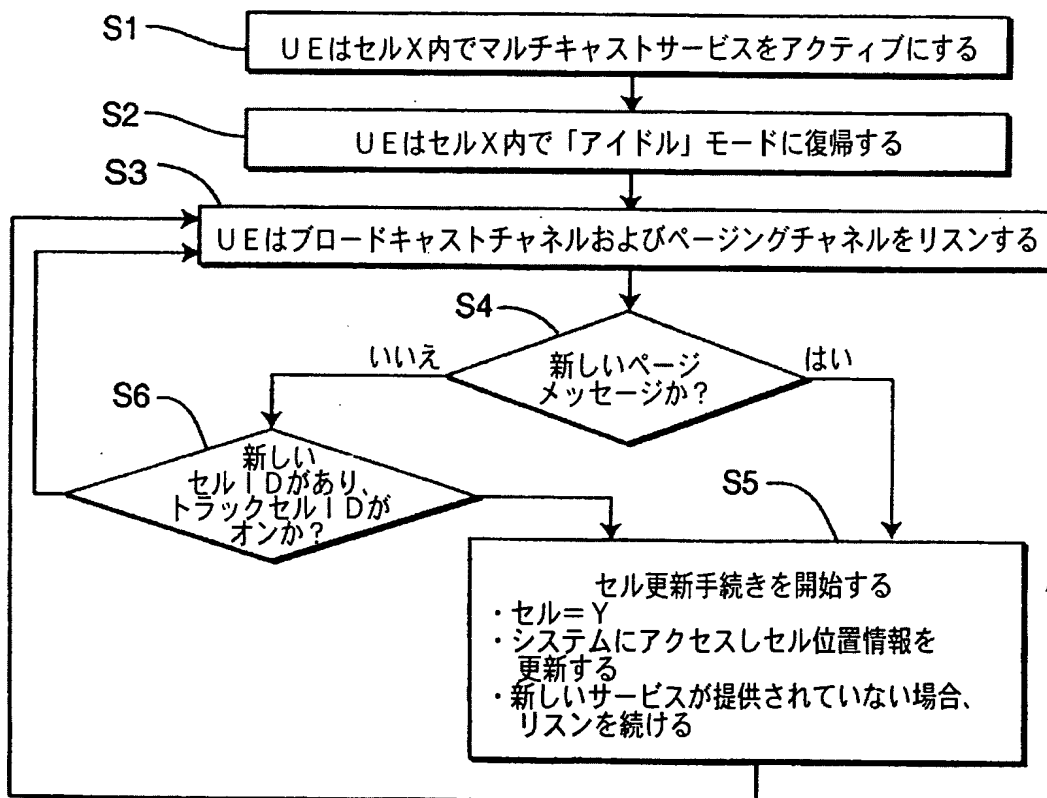 S1
UEはセルX内でマルチキャストサービスをアクティブにする
S2
UEはセルX内で「アイドル」モードに復帰する
S3
UEはブロードキャストチャネルおよびページングチャネルをリスンする
S4
いいえ
新しいページ
メッセージか?
はい
S6
新しい
セルIDがあり、
トラックセルIDが
オンか?
S5
セル更新手続きを開始する
・セル=Y
・システムにアクセスしセル位置情報を
更新する
・新しいサービスが提供されていない場合、
リスンを続ける